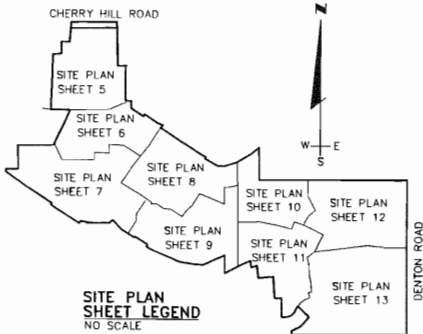 CHERRY HILL ROAD
N
W E
S
SITE PLAN
SHEET 5
SITE PLAN
SHEET 6
SITE PLAN
SHEET 7
SITE PLAN
SHEET 8
SITE PLAN
SHEET 9
SITE PLAN
SHEET 10
SITE PLAN
SHEET 11
SITE PLAN
SHEET 12
SITE PLAN
SHEET 13
DENTON ROAD
SITE PLAN
SHEET LEGEND
NO SCALE